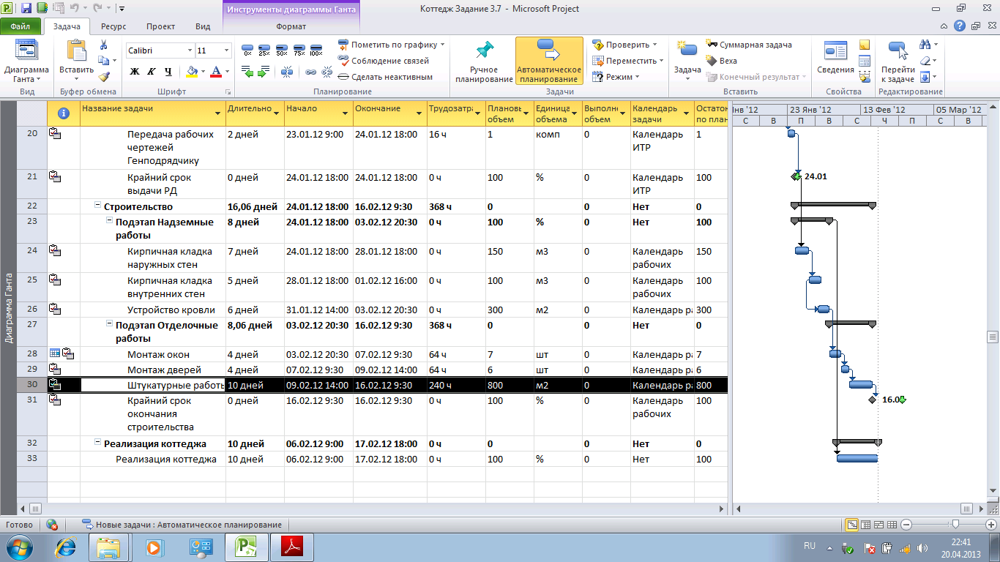 Инструменты диаграммы Ганта
Коттедж Задание 3.7 - Microsoft Project
Файл Задача Ресурс Проект Вид Формат
Диаграмма Ганта
Вставить
Calibri 11
Ж К Ч
0% 25% 50% 75% 100%
Пометить по графику
Соблюдение связей
Сделать неактивным
Ручное планирование
Автоматическое планирование
Проверить
Переместить
Режим
Задача
Суммарная задача
Веха
Конечный результат
Сведения
Перейти к задаче
Вид Буфер обмена Шрифт Планирование Задачи Вставить Свойства Редактирование
Название задачи Длительно Начало Окончание Трудозатра Плановы объем Единица объема Выполне объем Календарь задачи Остаток по план
нв '12 23 Янв '12 13 Фев '12 05 Мар '12
С В П В С Ч П С В
20 Передача рабочих чертежей Генподрядчику 2 дней 23.01.12 9:00 24.01.12 18:00 16 ч 1 комп 0 Календарь ИТР 1
21 Крайний срок выдачи РД 0 дней 24.01.12 18:00 24.01.12 18:00 0 ч 100 % 0 Календарь ИТР 100
24.01
22 Строительство 16,06 дней 24.01.12 18:00 16.02.12 9:30 368 ч 0 0 Нет 0
23 Подэтап Надземные работы 8 дней 24.01.12 18:00 03.02.12 20:30 0 ч 100 % 0 Нет 100
24 Кирпичная кладка наружных стен 7 дней 24.01.12 18:00 28.01.12 18:00 0 ч 150 м3 0 Календарь рабочих 150
25 Кирпичная кладка внутренних стен 5 дней 28.01.12 18:00 01.02.12 16:00 0 ч 100 м3 0 Календарь рабочих 100
26 Устройство кровли 6 дней 31.01.12 14:00 03.02.12 20:30 0 ч 300 м2 0 Календарь ра 300
27 Подэтап Отделочные работы 8,06 дней 03.02.12 20:30 16.02.12 9:30 368 ч 0 0 Нет 0
28 Монтаж окон 4 дней 03.02.12 20:30 07.02.12 9:30 64 ч 7 шт 0 Календарь ра 7
29 Монтаж дверей 4 дней 07.02.12 9:30 09.02.12 14:00 64 ч 6 шт 0 Календарь ра 6
30 Штукатурные работы 10 дней 09.02.12 14:00 16.02.12 9:30 240 ч 800 м2 0 Календарь ра 800
31 Крайний срок окончания строительства 0 дней 16.02.12 9:30 16.02.12 9:30 0 ч 100 % 0 Календарь рабочих 100
16.0
32 Реализация коттеджа 10 дней 06.02.12 9:00 17.02.12 18:00 0 ч 0 0 Нет 0
33 Реализация коттеджа 10 дней 06.02.12 9:00 17.02.12 18:00 0 ч 100 % 0 Нет 100
Диаграмма Ганта
Готово Новые задачи : Автоматическое планирование
RU 22:41
20.04.2013